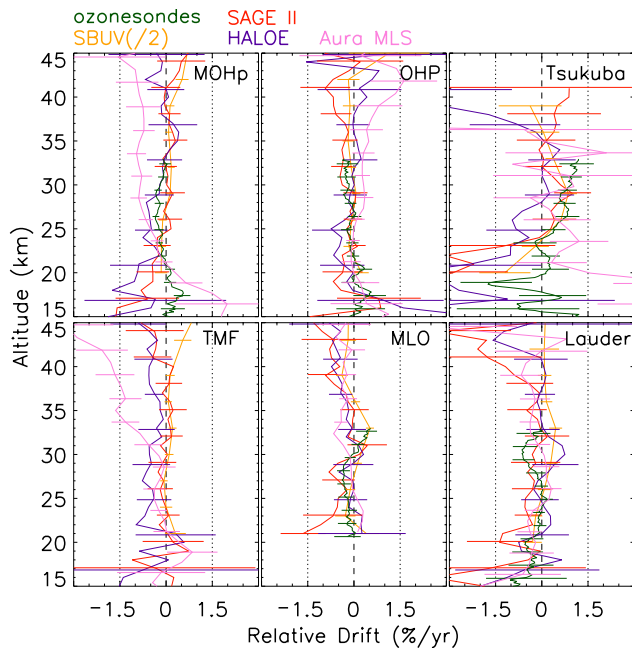 ozonesondes SAGE II
SBUV(/2) HALOE Aura MLS
MOHp OHP Tsukuba
45
40
35
30
25
20
15
TMF MLO Lauder
45
40
35
30
25
20
15
Altitude (km)
−1.5 0 1.5 −1.5 0 1.5 −1.5 0 1.5
Relative Drift (%/yr)